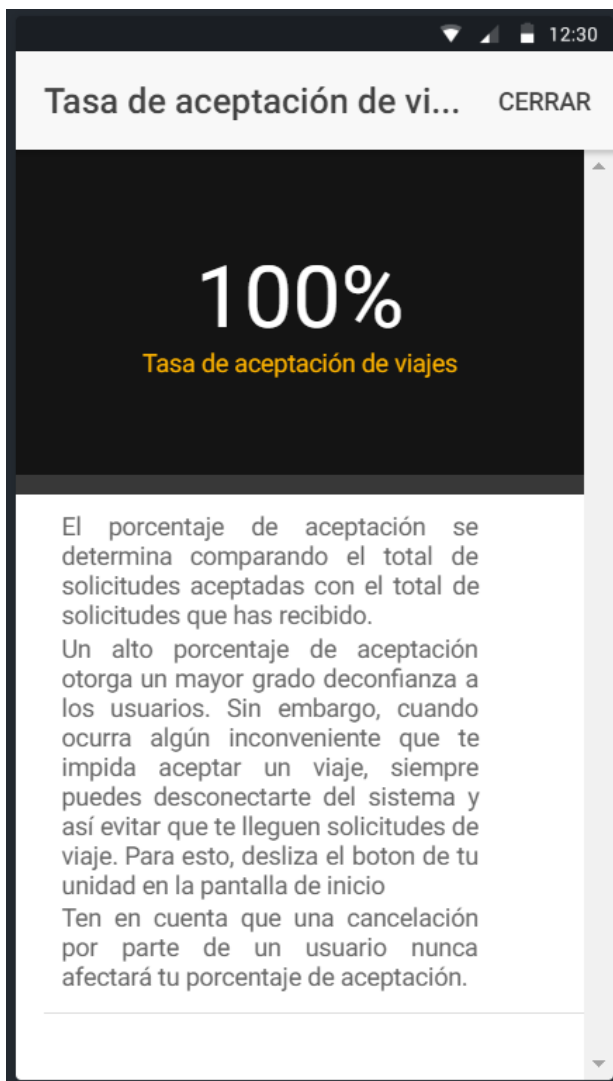 12:30
Tasa de aceptación de vi... CERRAR
100%
Tasa de aceptación de viajes
El porcentaje de aceptación se
determina comparando el total de
solicitudes aceptadas con el total de
solicitudes que has recibido.
Un alto porcentaje de aceptación
otorga un mayor grado deconfianza a
los usuarios. Sin embargo, cuando
ocurra algún inconveniente que te
impida aceptar un viaje, siempre
puedes desconectarte del sistema y
así evitar que te lleguen solicitudes de
viaje. Para esto, desliza el boton de tu
unidad en la pantalla de inicio
Ten en cuenta que una cancelación
por parte de un usuario nunca
afectará tu porcentaje de aceptación.